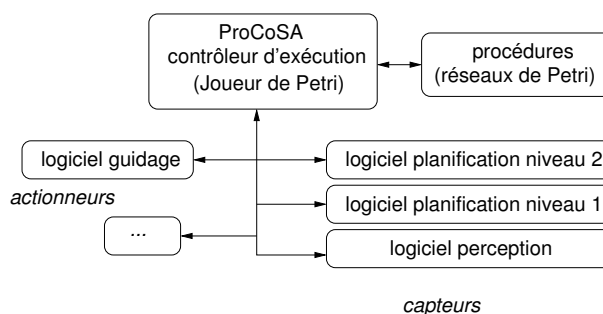 ProCoSA
contrôleur d'exécution
(Joueur de Petri)
procédures
(réseaux de Petri)
logiciel guidage
logiciel planification niveau 2
actionneurs
logiciel planification niveau 1
...
logiciel perception
capteurs